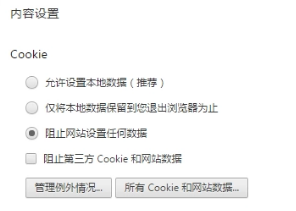 内容设置
Cookie
允许设置本地数据（推荐）
仅将本地数据保留到您退出浏览器为止
阻止网站设置任何数据
阻止第三方 Cookie 和网站数据
管理例外情况...
所有 Cookie 和网站数据...